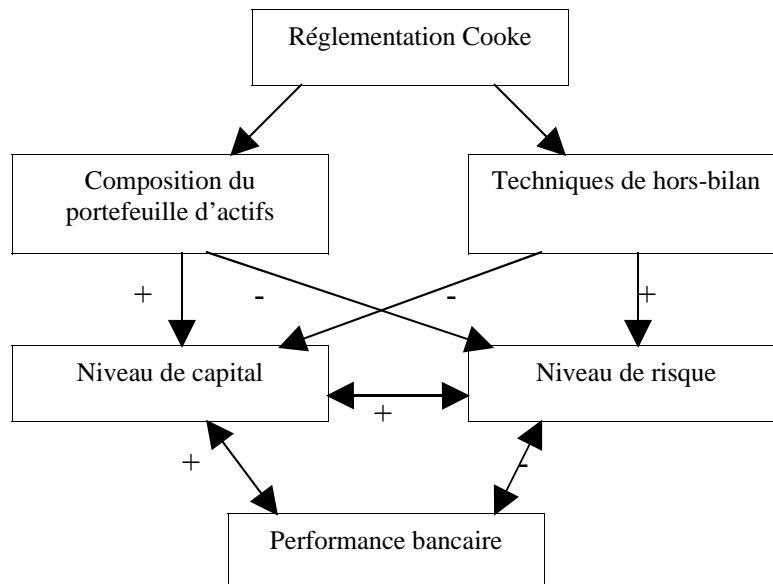 Réglementation Cooke
Composition du
portefeuille d'actifs
Techniques de hors-bilan
+
-
-
+
Niveau de capital
Niveau de risque
+
+
-
Performance bancaire